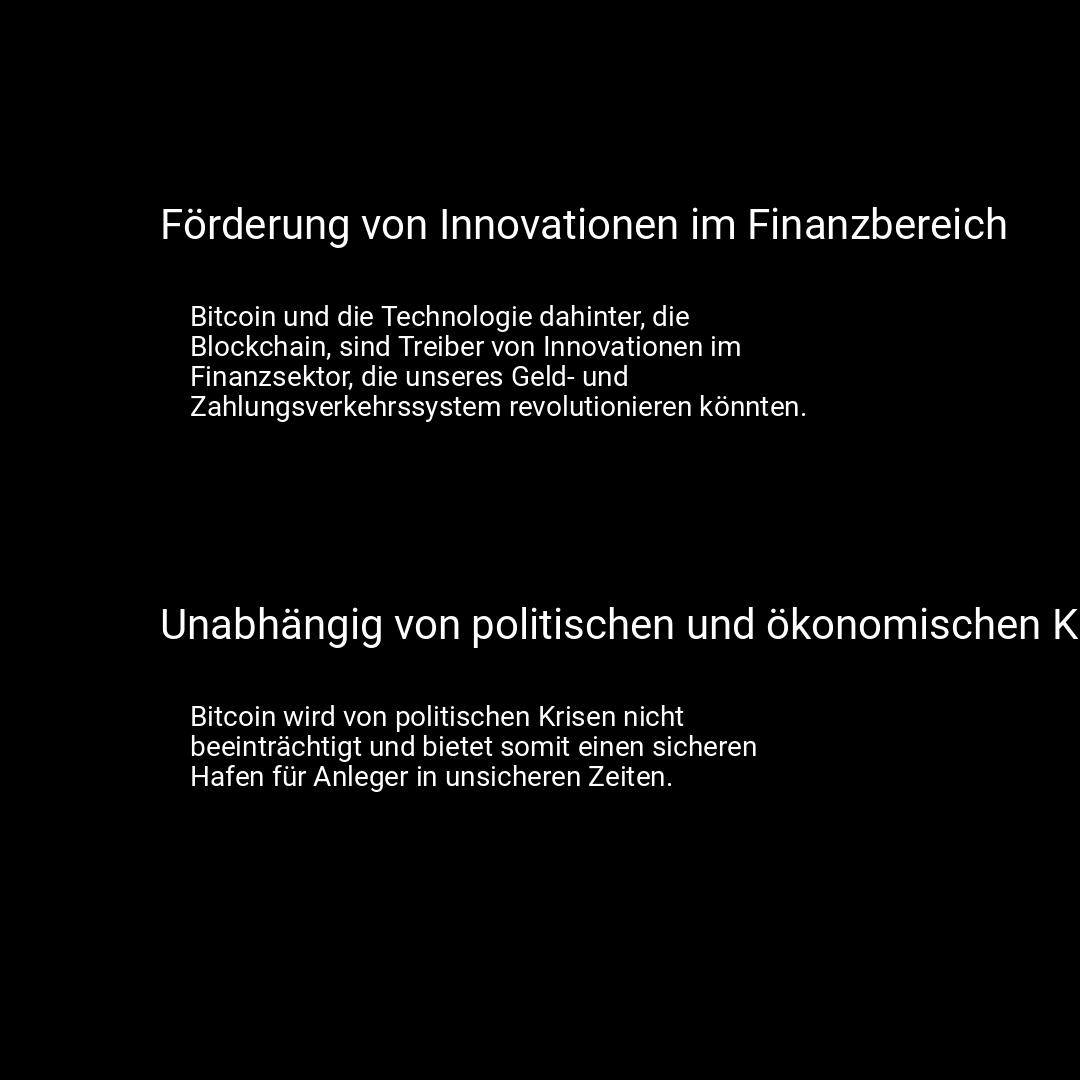 Förderung von Innovationen im Finanzbereich
Bitcoin und die Technologie dahinter, die
Blockchain, sind Treiber von Innovationen im
Finanzsektor, die unseres Geld- und
Zahlungsverkehrssystem revolutionieren könnten.
Unabhängig von politischen und ökonomischen K
Bitcoin wird von politischen Krisen nicht
beeinträchtigt und bietet somit einen sicheren
Hafen für Anleger in unsicheren Zeiten.